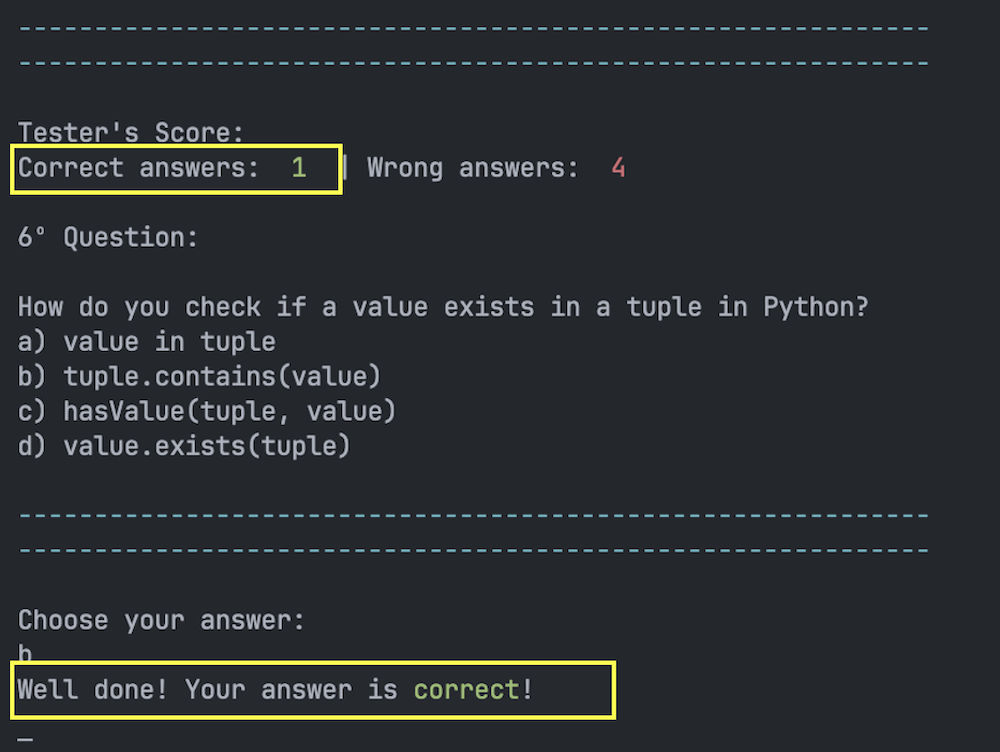 ------------------------------------------------------------
------------------------------------------------------------
Tester's Score:
Correct answers:  1  | Wrong answers:  4
6° Question:
How do you check if a value exists in a tuple in Python?
a) value in tuple
b) tuple.contains(value)
c) hasValue(tuple, value)
d) value.exists(tuple)
------------------------------------------------------------
------------------------------------------------------------
Choose your answer:
b
Well done! Your answer is correct!
_